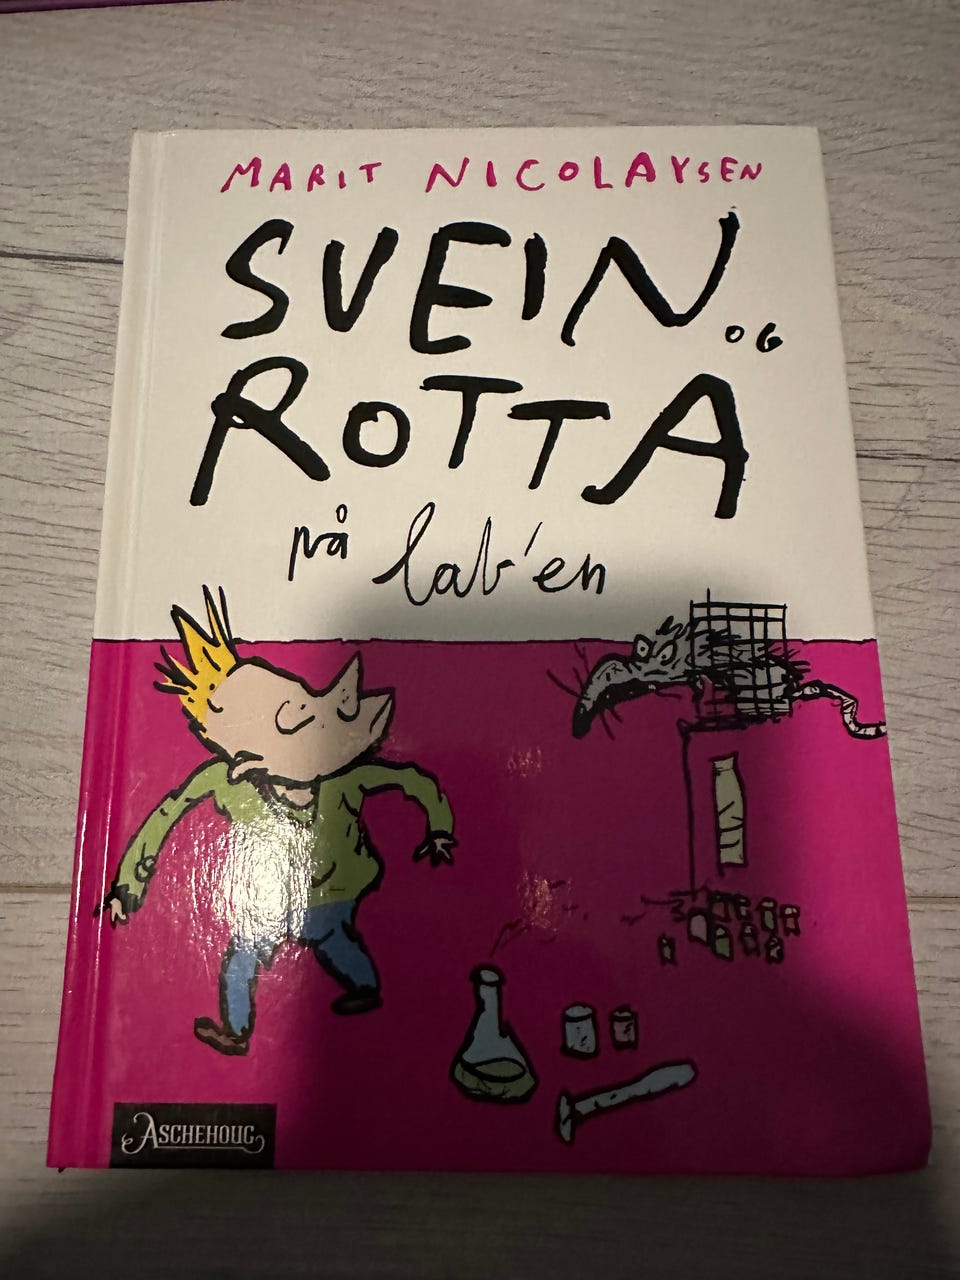 MARIT NICOLAYSEN
SVEIN OG
ROTTA
på lab'en
ASCHEHOUG